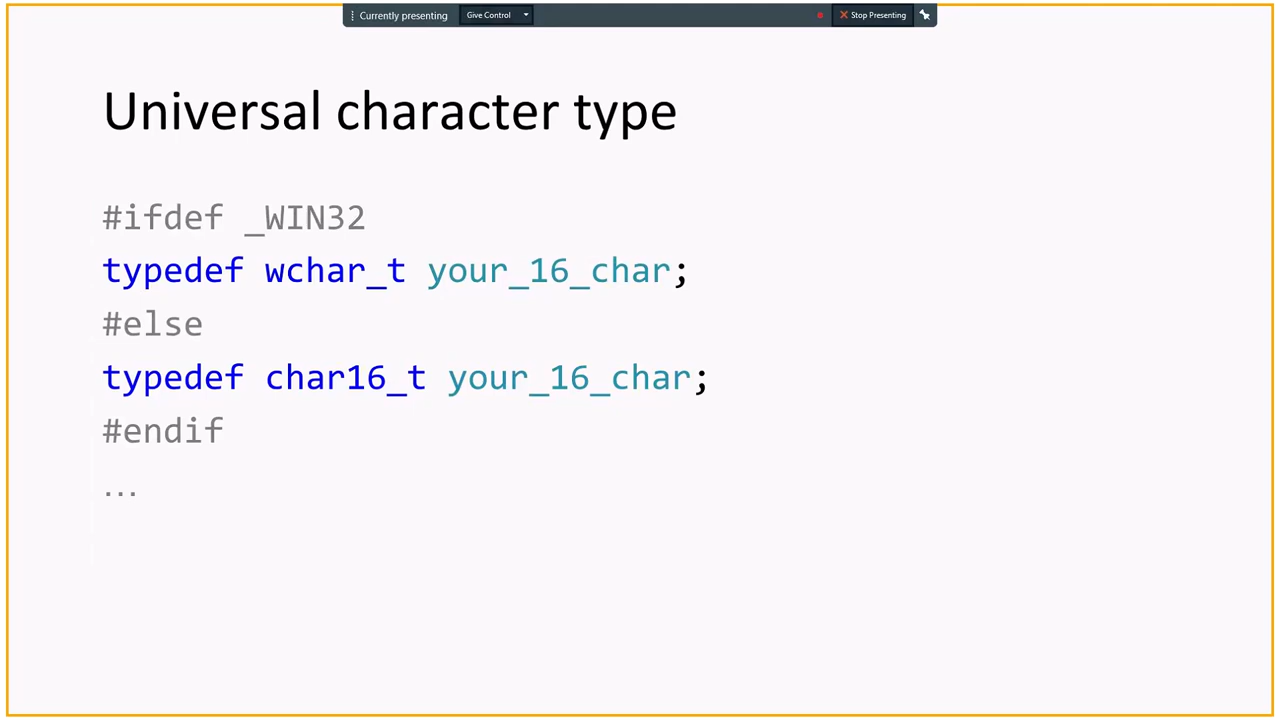 Currently presenting Give Control Stop Presenting
Universal character type
#ifdef _WIN32
typedef wchar_t your_16_char;
#else
typedef char16_t your_16_char;
#endif
...